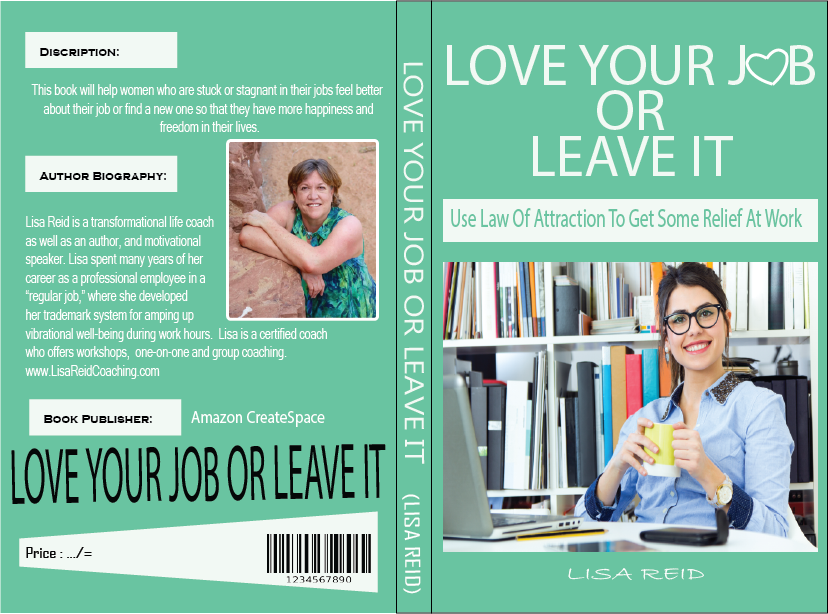 Discription:
This book will help women who are stuck or stagnant in their jobs feel better
about their job or find a new one so that they have more happiness and
freedom in their lives.
Author Biography:
Lisa Reid is a transformational life coach
as well as an author, and motivational
speaker. Lisa spent many years of her
career as a professional employee in a
"regular job," where she developed
her trademark system for amping up
vibrational well-being during work hours. Lisa is a certified coach
who offers workshops, one-on-one and group coaching.
www.LisaReidCoaching.com
Book Publisher: Amazon CreateSpace
LOVE YOUR JOB OR LEAVE IT
Price : .../=
1234567890
LOVE YOUR JOB OR LEAVE IT (LISA REID)
LOVE YOUR JOB
OR
LEAVE IT
Use Law Of Attraction To Get Some Relief At Work
LISA REID